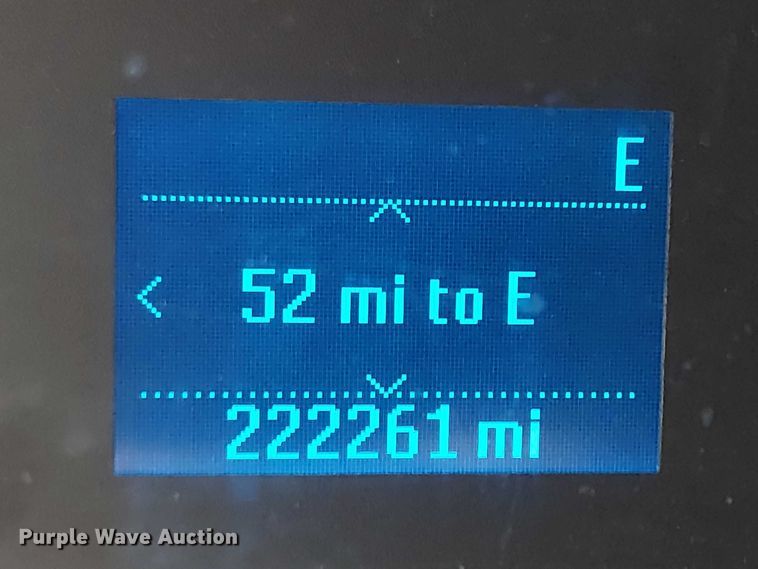 E
52 mi to E
222261 mi
Purple Wave Auction